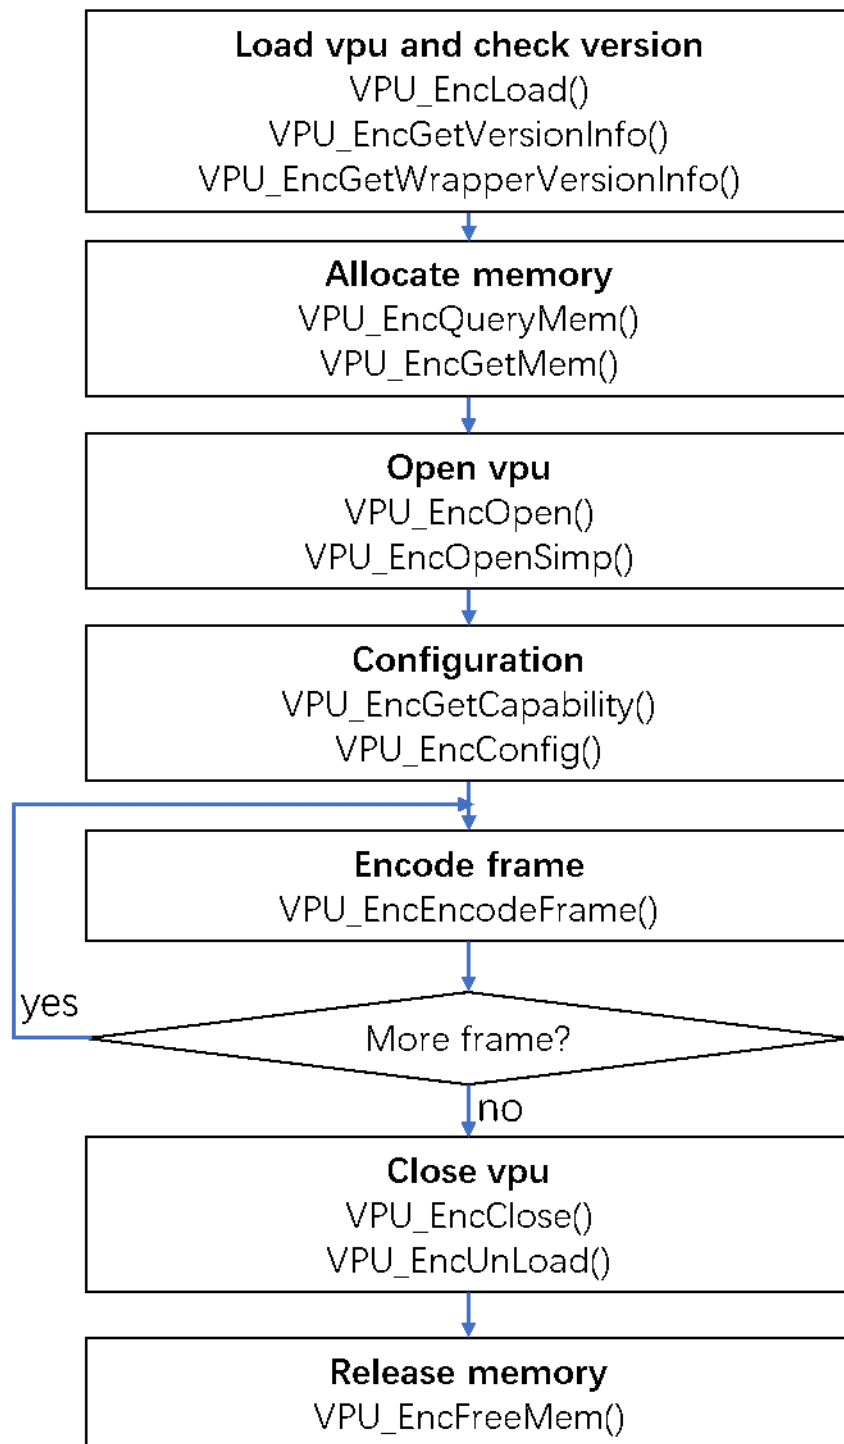 Load vpu and check version
VPU_EncLoad()
VPU_EncGetVersionInfo()
VPU_EncGetWrapperVersionInfo()
Allocate memory
VPU_EncQueryMem()
VPU_EncGetMem()
Open vpu
VPU_EncOpen()
VPU_EncOpenSimp()
Configuration
VPU_EncGetCapability()
VPU_EncConfig()
Encode frame
VPU_EncEncodeFrame()
yes
More frame?
no
Close vpu
VPU_EncClose()
VPU_EncUnLoad()
Release memory
VPU_EncFreeMem()